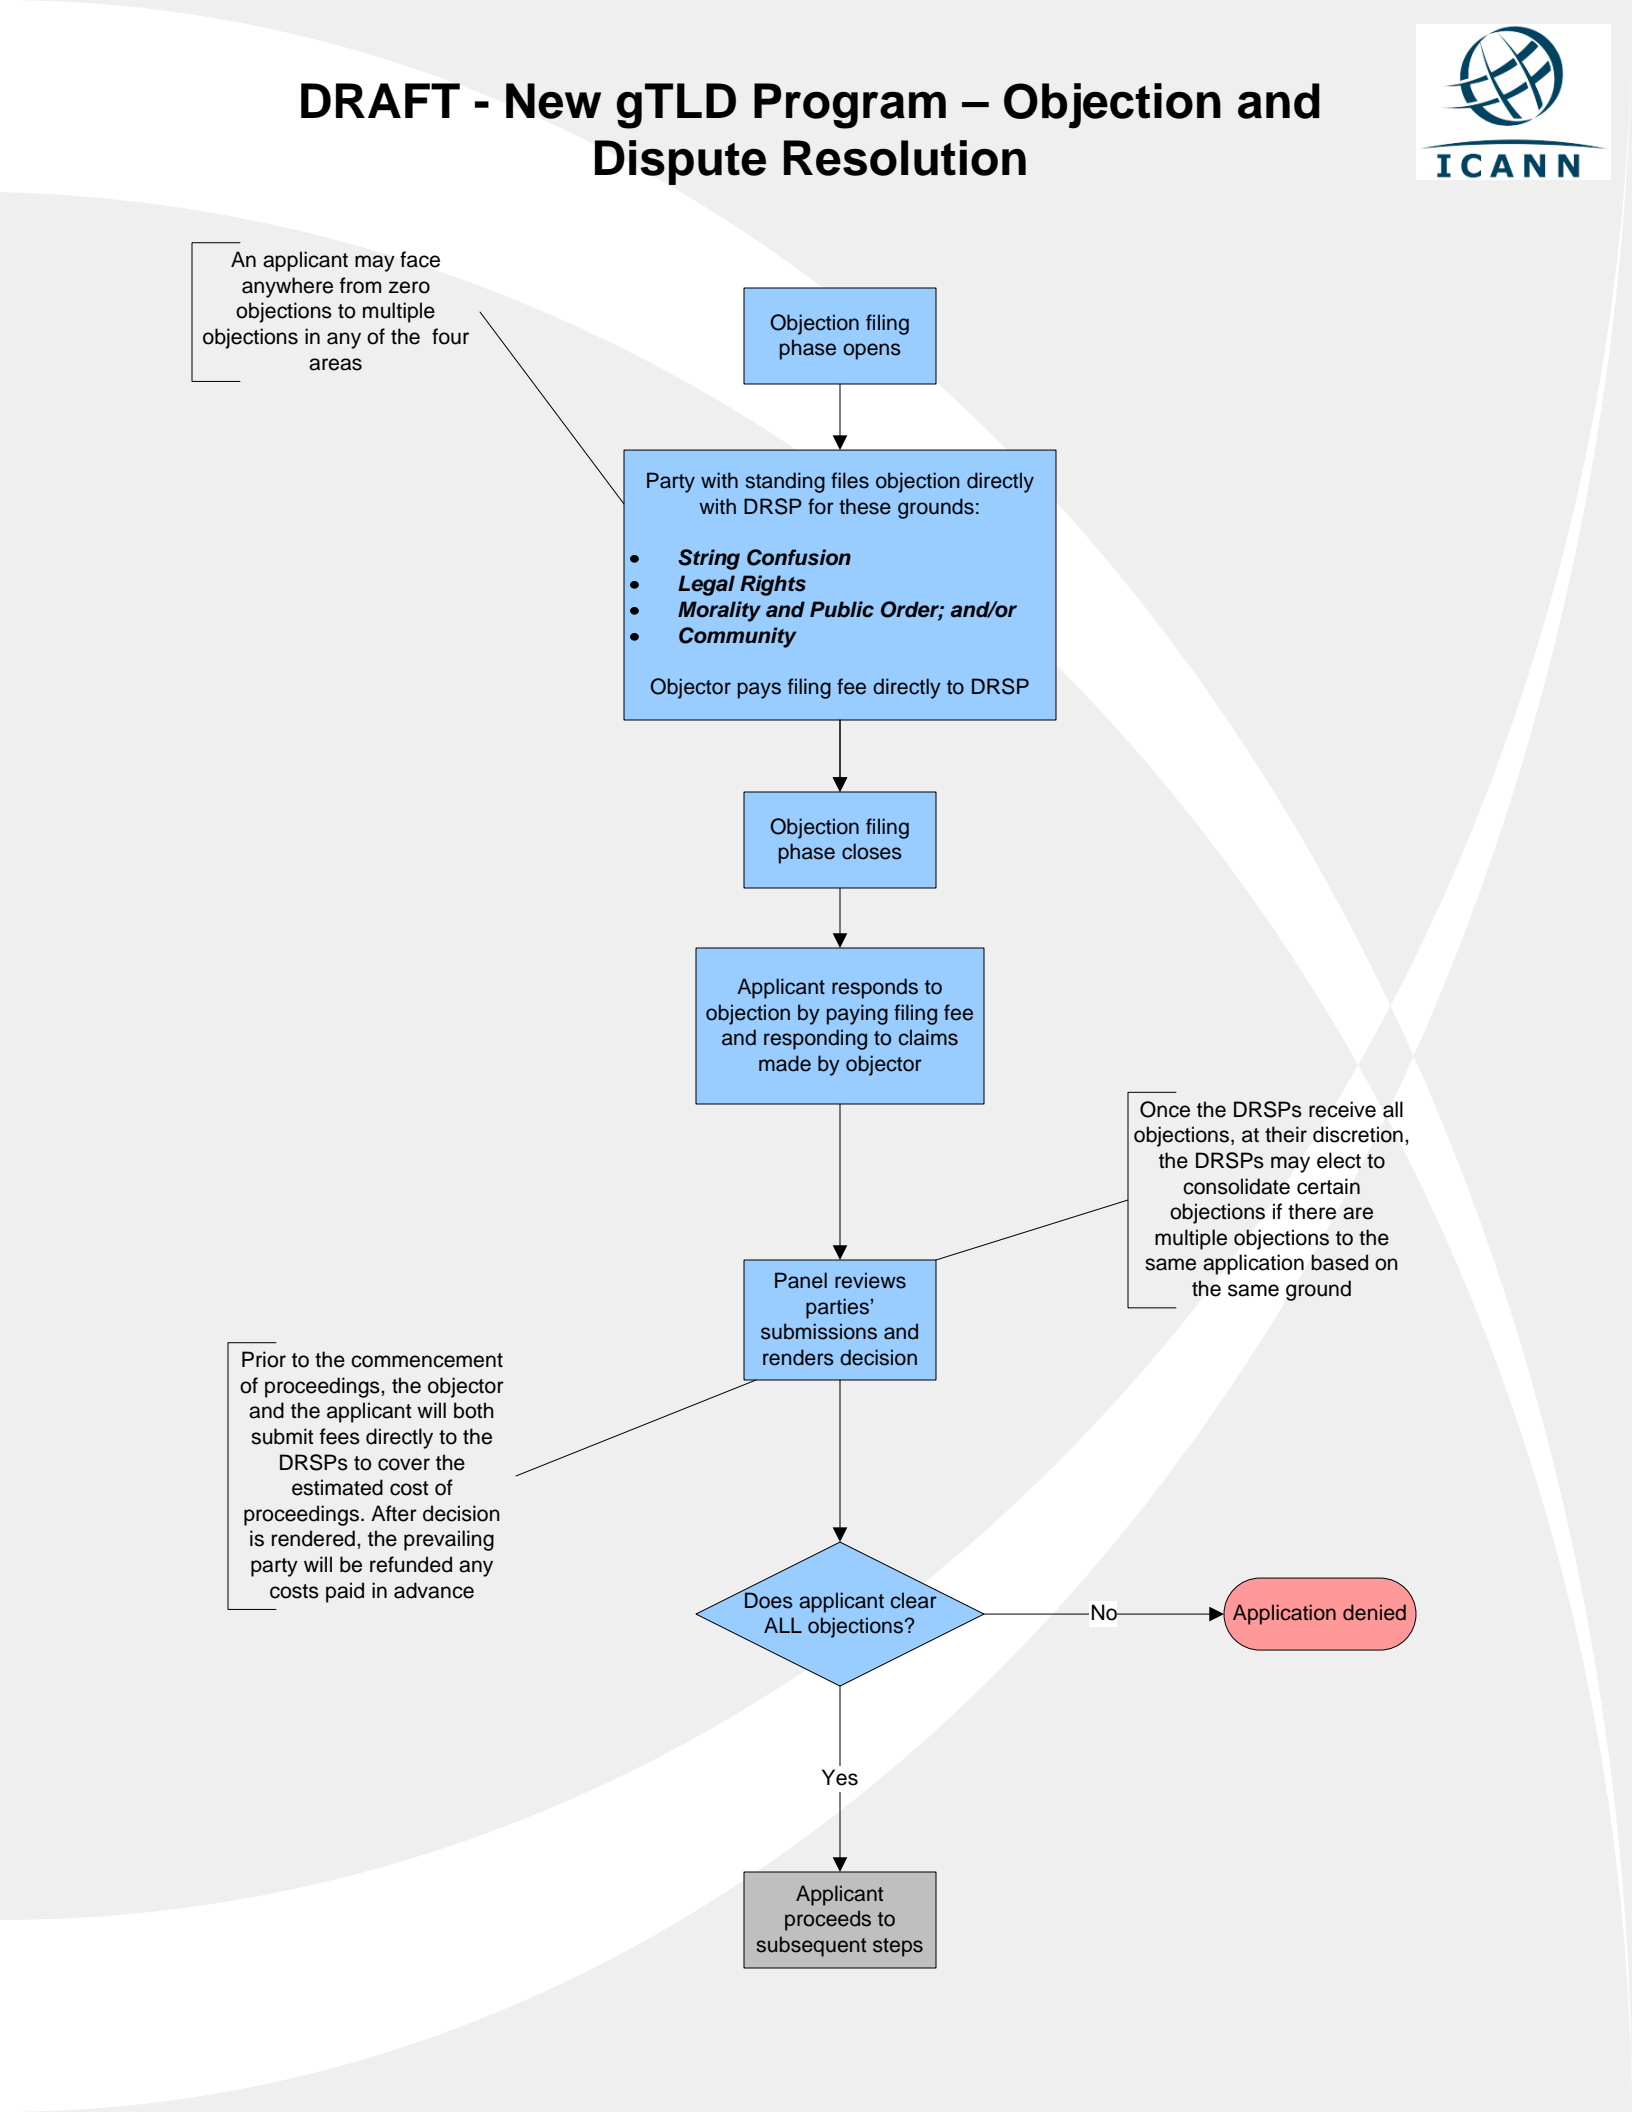 DRAFT - New gTLD Program – Objection and
Dispute Resolution
ICANN
An applicant may face
anywhere from zero
objections to multiple
objections in any of the four
areas
Objection filing
phase opens
Party with standing files objection directly
with DRSP for these grounds:
• String Confusion
• Legal Rights
• Morality and Public Order; and/or
• Community
Objector pays filing fee directly to DRSP
Objection filing
phase closes
Applicant responds to
objection by paying filing fee
and responding to claims
made by objector
Once the DRSPs receive all
objections, at their discretion,
the DRSPs may elect to
consolidate certain
objections if there are
multiple objections to the
same application based on
the same ground
Panel reviews
parties’
submissions and
renders decision
Prior to the commencement
of proceedings, the objector
and the applicant will both
submit fees directly to the
DRSPs to cover the
estimated cost of
proceedings. After decision
is rendered, the prevailing
party will be refunded any
costs paid in advance
Does applicant clear
ALL objections?
No
Application denied
Yes
Applicant
proceeds to
subsequent steps